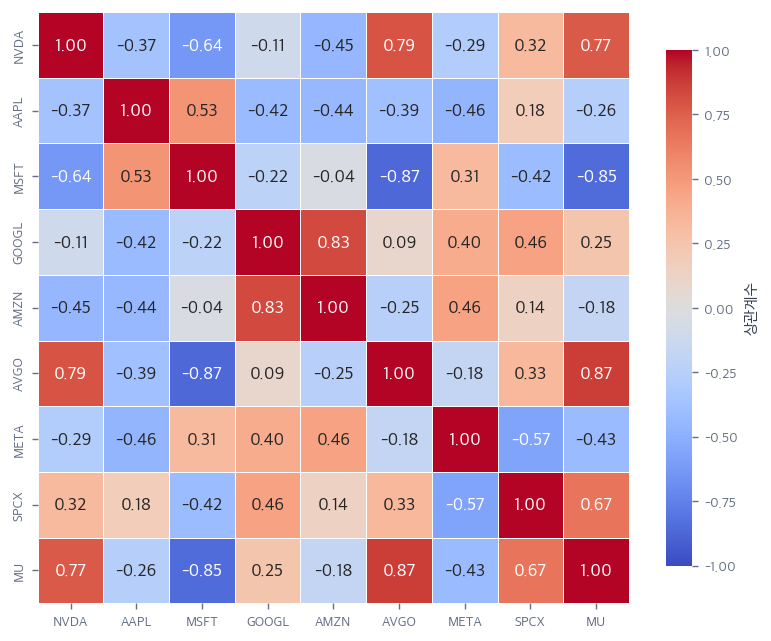 NVDA 1.00 -0.37 -0.64 -0.11 -0.45 0.79 -0.29 0.32 0.77
AAPL -0.37 1.00 0.53 -0.42 -0.44 -0.39 -0.46 0.18 -0.26
MSFT -0.64 0.53 1.00 -0.22 -0.04 -0.87 0.31 -0.42 -0.85
GOOGL -0.11 -0.42 -0.22 1.00 0.83 0.09 0.40 0.46 0.25
AMZN -0.45 -0.44 -0.04 0.83 1.00 -0.25 0.46 0.14 -0.18
AVGO 0.79 -0.39 -0.87 0.09 -0.25 1.00 -0.18 0.33 0.87
META -0.29 -0.46 0.31 0.40 0.46 -0.18 1.00 -0.57 -0.43
SPCX 0.32 0.18 -0.42 0.46 0.14 0.33 -0.57 1.00 0.67
MU 0.77 -0.26 -0.85 0.25 -0.18 0.87 -0.43 0.67 1.00
NVDA AAPL MSFT GOOGL AMZN AVGO META SPCX MU
1.00
0.75
0.50
0.25
0.00
-0.25
-0.50
-0.75
-1.00
상관계수